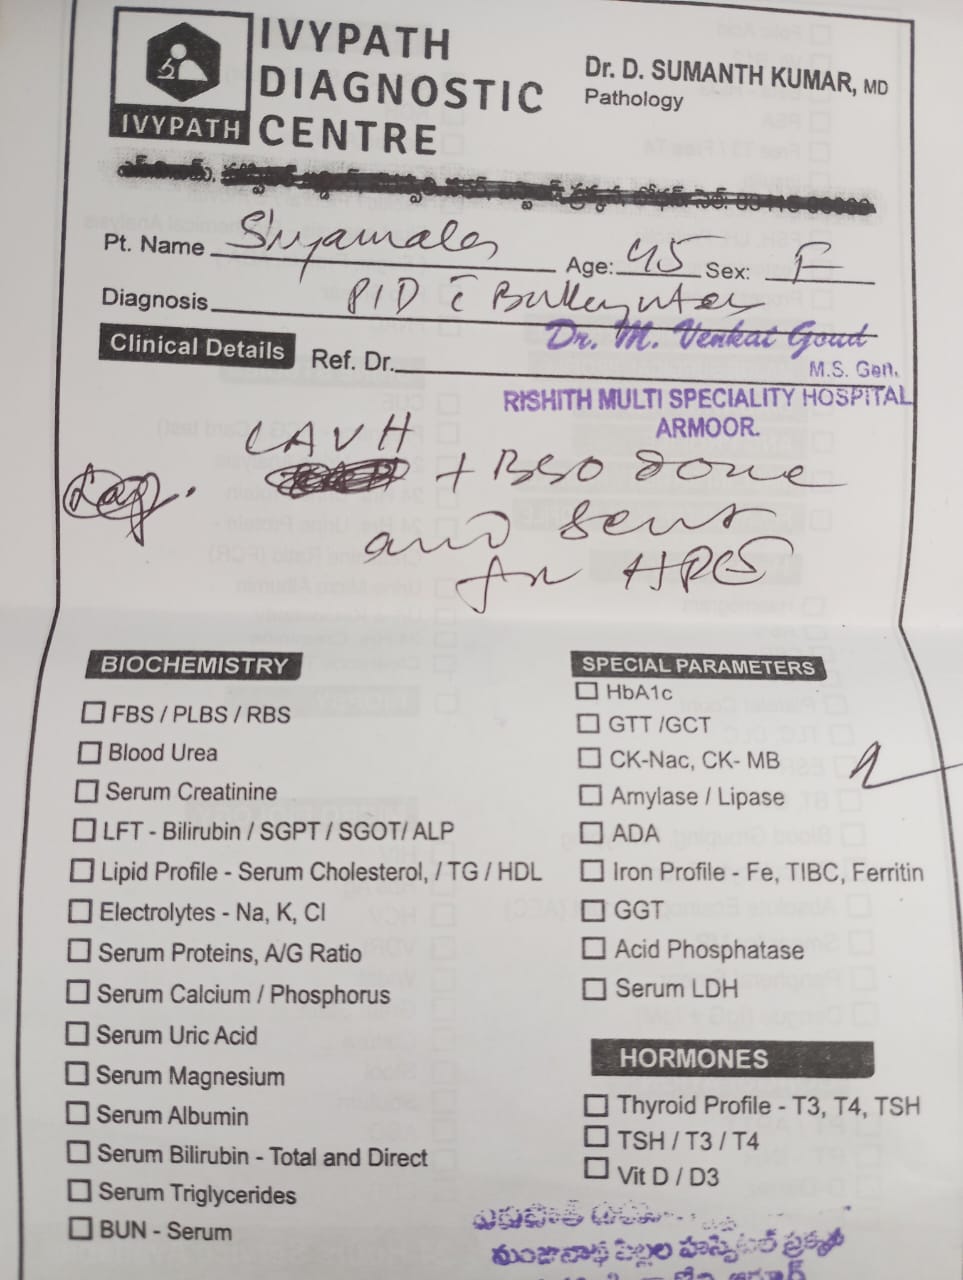 IVYPATH
DIAGNOSTIC
CENTRE
IVYPATH
Dr. D. SUMANTH KUMAR, MD
Pathology
Pt. Name Shyamala Age: 45 Sex: F
Diagnosis PID c̄ Bulky uterus
Clinical Details Ref. Dr. Dr. M. Venkat Goud
M.S. Gen.
RISHITH MULTI SPECIALITY HOSPITAL
ARMOOR.
LAVH
+ BSO done
and sent
for HPE
BIOCHEMISTRY
FBS / PLBS / RBS
Blood Urea
Serum Creatinine
LFT - Bilirubin / SGPT / SGOT/ ALP
Lipid Profile - Serum Cholesterol, / TG / HDL
Electrolytes - Na, K, Cl
Serum Proteins, A/G Ratio
Serum Calcium / Phosphorus
Serum Uric Acid
Serum Magnesium
Serum Albumin
Serum Bilirubin - Total and Direct
Serum Triglycerides
BUN - Serum
SPECIAL PARAMETERS
HbA1c
GTT /GCT
CK-Nac, CK- MB
Amylase / Lipase
ADA
Iron Profile - Fe, TIBC, Ferritin
GGT
Acid Phosphatase
Serum LDH
HORMONES
Thyroid Profile - T3, T4, TSH
TSH / T3 / T4
Vit D / D3
పిల్లల హాస్పిటల్ ప్రక్కన